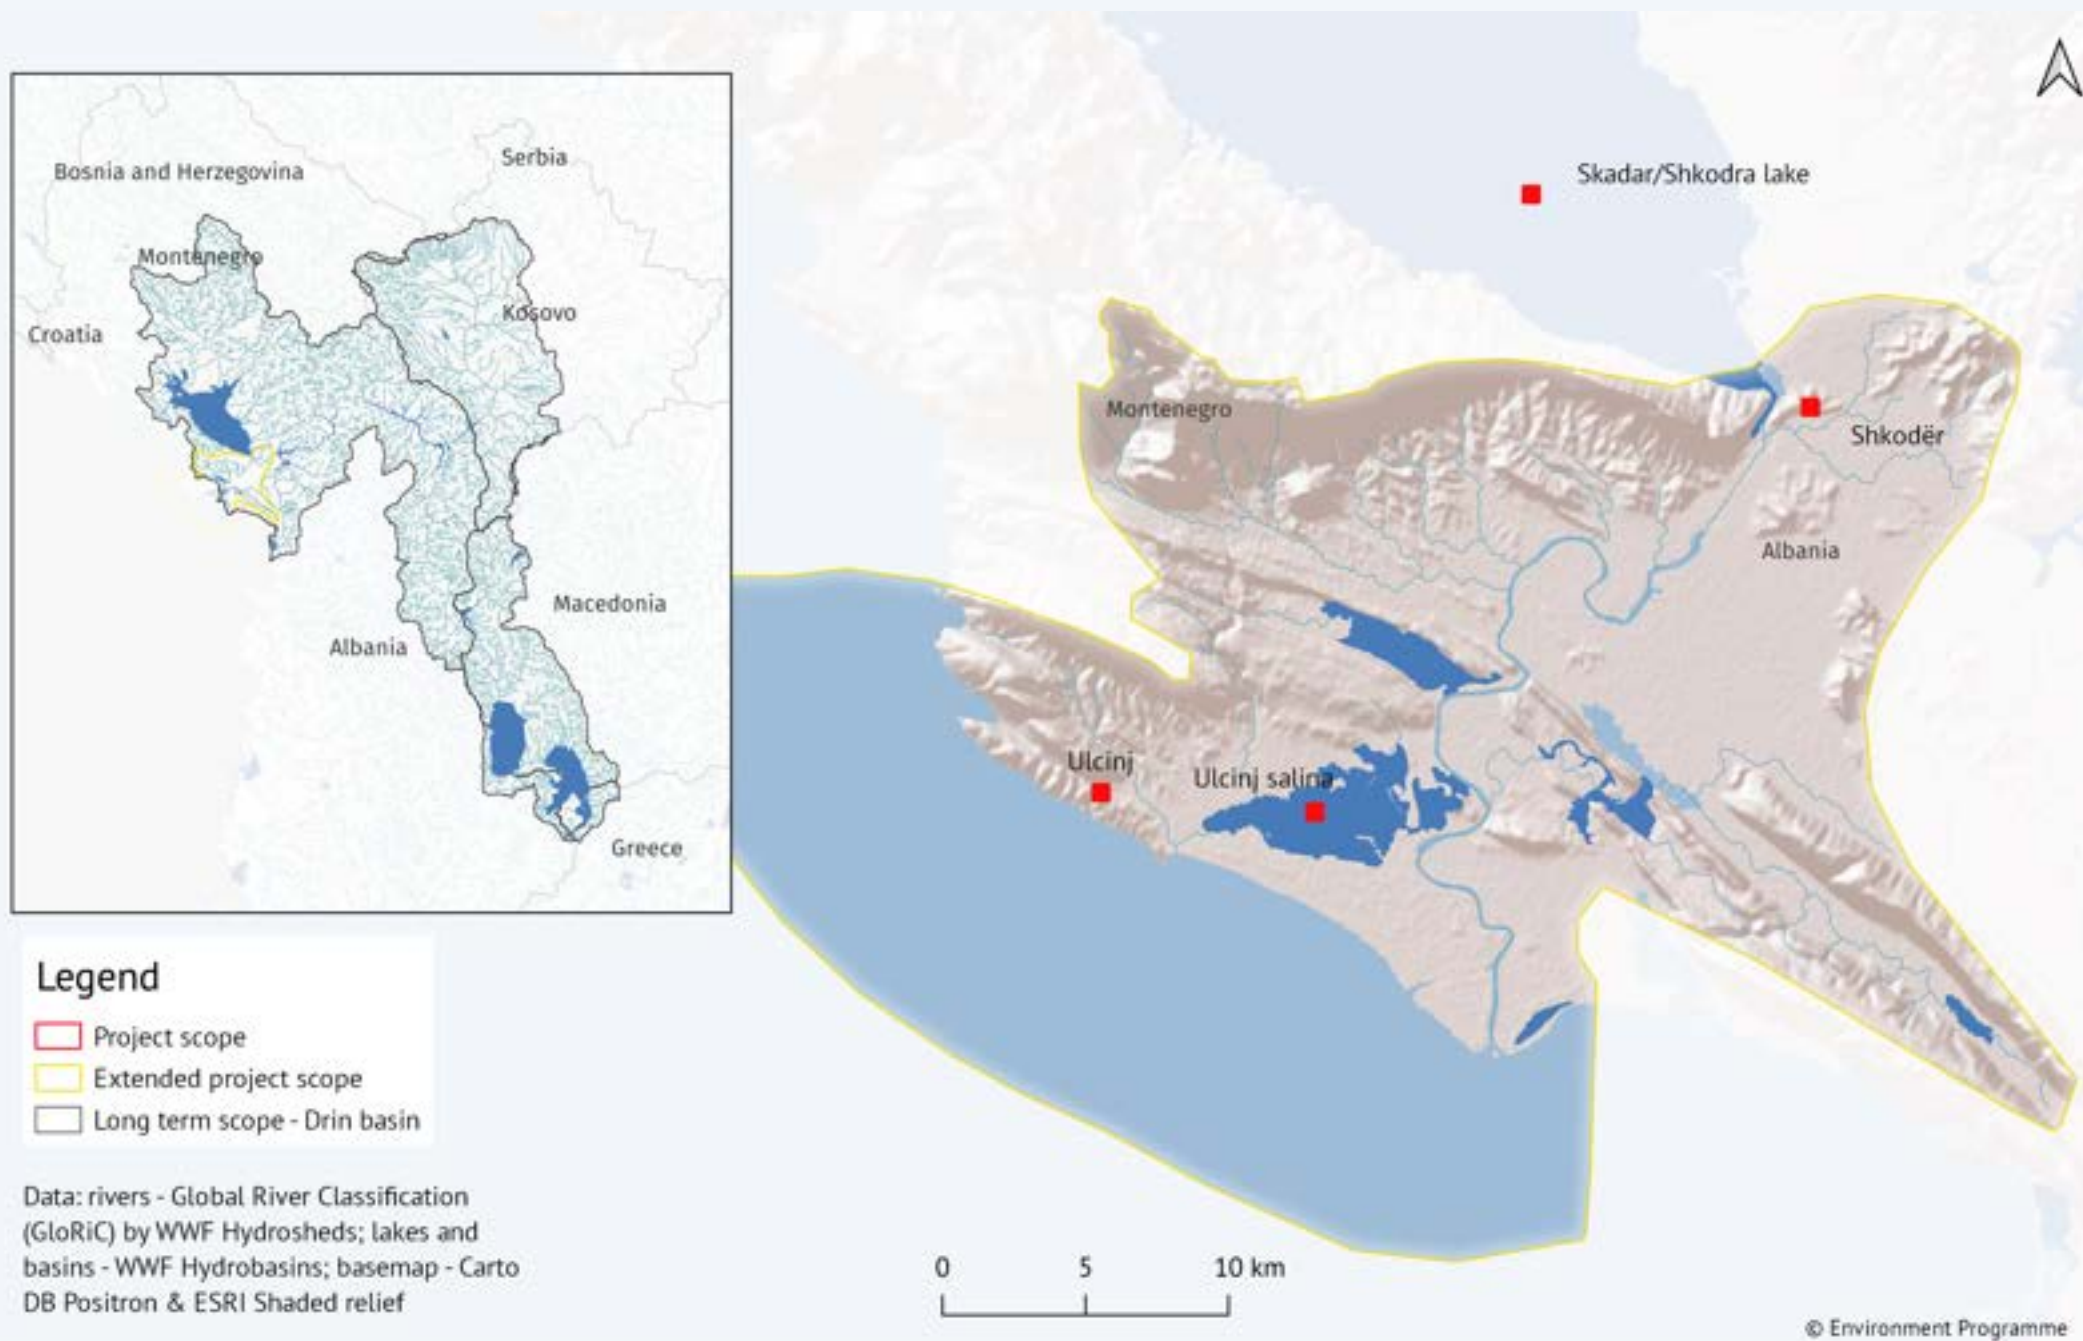 Bosnia and Herzegovina
Serbia
Montenegro
Kosovo
Croatia
Macedonia
Albania
Greece
Skadar/Shkodra lake
Montenegro
Shkodër
Albania
Ulcinj
Ulcinj salina
Legend
Project scope
Extended project scope
Long term scope - Drin basin
Data: rivers - Global River Classification
(GloRiC) by WWF Hydrosheds; lakes and
basins - WWF Hydrobasins; basemap - Carto
DB Positron & ESRI Shaded relief
0 5 10 km
© Environment Programme